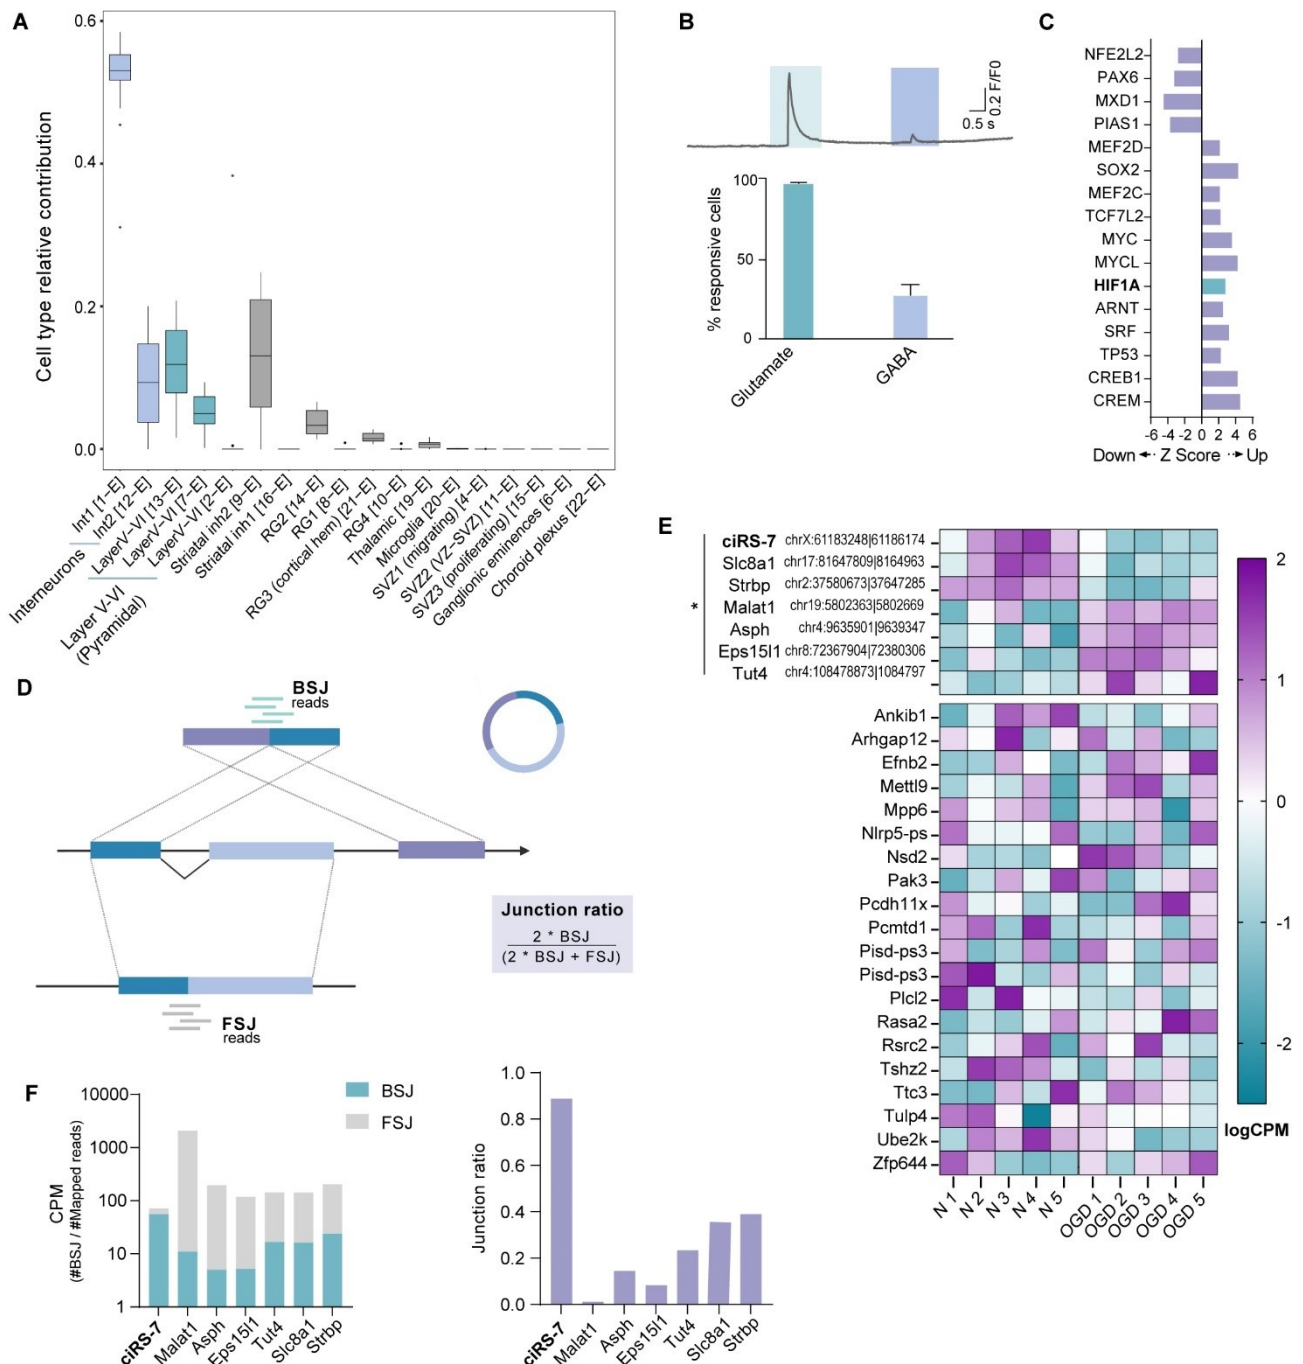 A
0.6
0.4
0.2
0.0
Cell type relative contribution
Int1 [1-E]
Int2 [12-E]
LayerV-VI [13-E]
LayerV-VI [7-E]
LayerV-VI [2-E]
Striatal inh2 [9-E]
Striatal inh1 [16-E]
RG2 [14-E]
RG1 [8-E]
RG3 (cortical hem) [21-E]
RG4 [10-E]
Thalamic [19-E]
Microglia [20-E]
SVZ1 (migrating) [4-E]
SVZ2 (VZ-SVZ) [11-E]
SVZ3 (proliferating) [15-E]
Ganglionic eminences [6-E]
Choroid plexus [22-E]
Interneurons
Layer V-VI
(Pyramidal)
B
0.2 F/F0
0.5 s
100
50
0
% responsive cells
Glutamate
GABA
C
NFE2L2
PAX6
MXD1
PIAS1
MEF2D
SOX2
MEF2C
TCF7L2
MYC
MYCL
HIF1A
ARNT
SRF
TP53
CREB1
CREM
-6 -4 -2 0 2 4 6
Down Z Score Up
D
BSJ
reads
Junction ratio
2 * BSJ
(2 * BSJ + FSJ)
FSJ
reads
E
ciRS-7 chrX:61183248|61186174
Slc8a1 chr17:81647809|8164963
Strbp chr2:37580673|37647285
Malat1 chr19:5802363|5802669
Asph chr4:9635901|9639347
Eps15l1 chr8:72367904|72380306
Tut4 chr4:108478873|1084797
*
Ankib1
Arhgap12
Efnb2
Mettl9
Mpp6
Nlrp5-ps
Nsd2
Pak3
Pcdh11x
Pcmtd1
Pisd-ps3
Pisd-ps3
Plcl2
Rasa2
Rsrc2
Tshz2
Ttc3
Tulp4
Ube2k
Zfp644
N 1
N 2
N 3
N 4
N 5
OGD 1
OGD 2
OGD 3
OGD 4
OGD 5
2
1
0
-1
-2
logCPM
F
BSJ
FSJ
10000
1000
100
10
1
CPM
(#BSJ / #Mapped reads)
ciRS-7
Malat1
Asph
Eps15l1
Tut4
Slc8a1
Strbp
1.0
0.8
0.6
0.4
0.2
0.0
Junction ratio
ciRS-7
Malat1
Asph
Eps15l1
Tut4
Slc8a1
Strbp